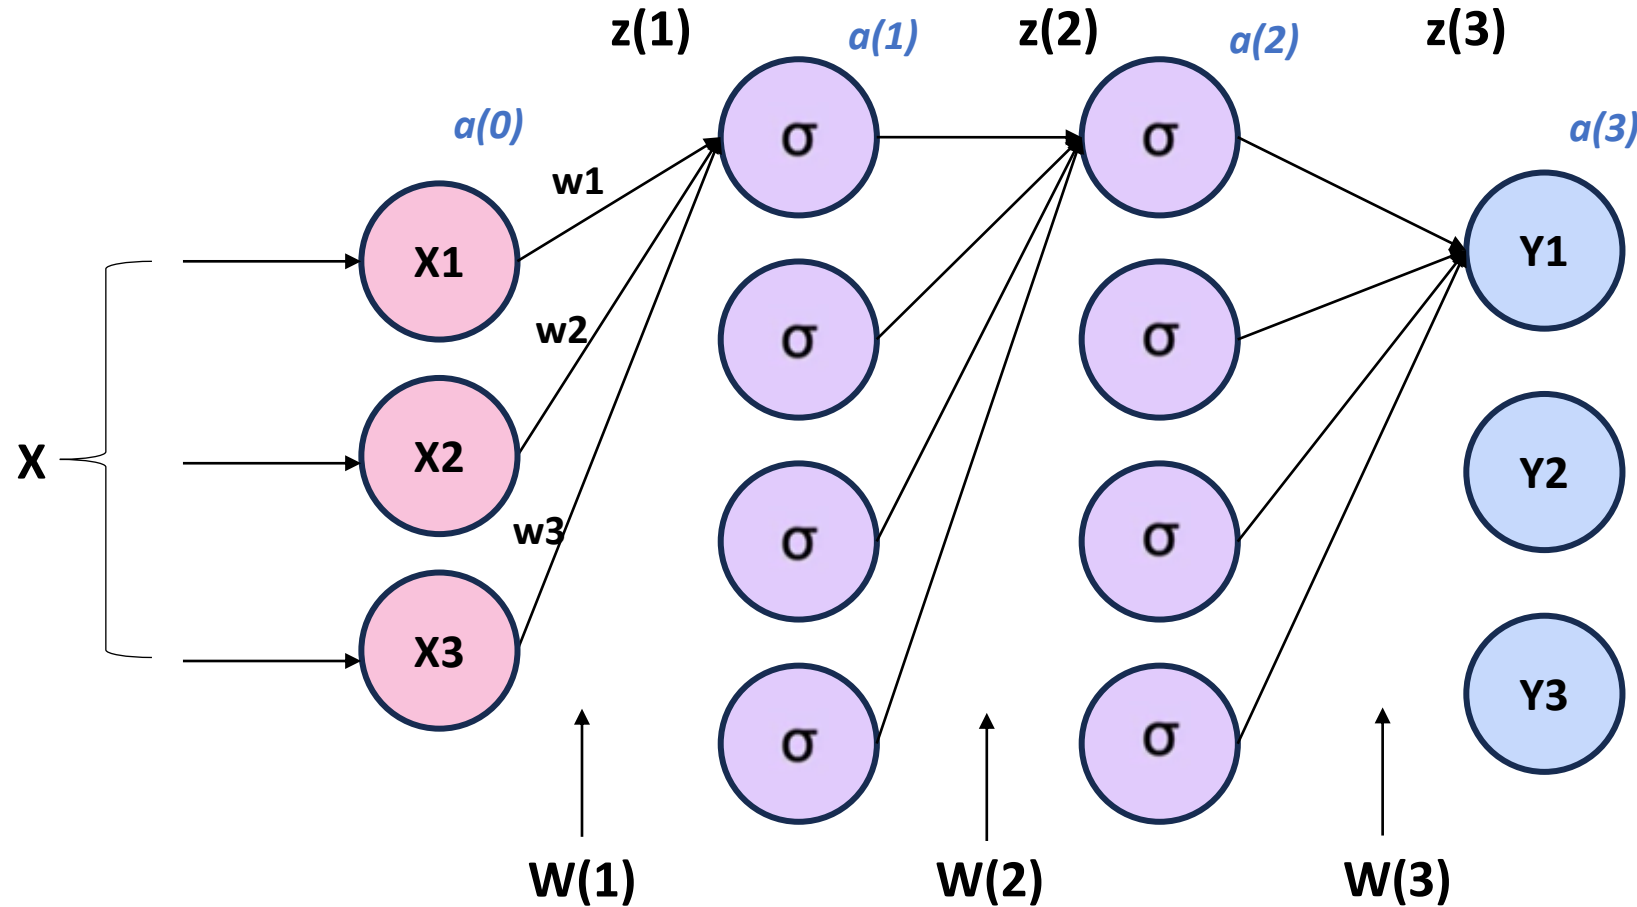 z(1)
a(1)
z(2)
a(2)
z(3)
a(0)
a(3)
w1
w2
w3
X
X1
X2
X3
σ
σ
σ
σ
σ
σ
σ
σ
Y1
Y2
Y3
W(1)
W(2)
W(3)